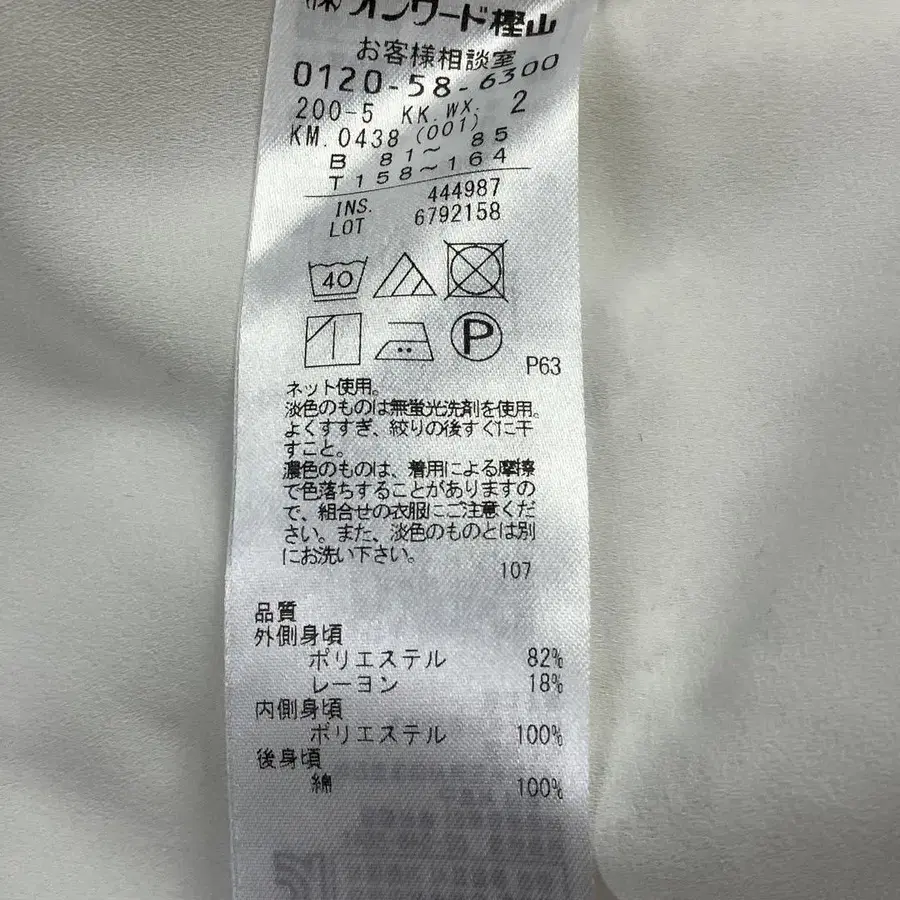 (株)オンワード樫山
お客様相談室
0120-58-6300
200-5 KK.WX. 2
KM.0438 (001)
B 81~ 85
T158~164
INS. 444987
LOT 6792158
40
P
P63
ネット使用。
淡色のものは無蛍光洗剤を使用。
よくすすぎ、絞りの後すぐに干
すこと。
濃色のものは、着用による摩擦
で色落ちすることがありますの
で、組合せの衣服にご注意くだ
さい。また、淡色のものとは別
にお洗い下さい。
107
品質
外側身頃
ポリエステル 82%
レーヨン 18%
内側身頃
ポリエステル 100%
後身頃
綿 100%